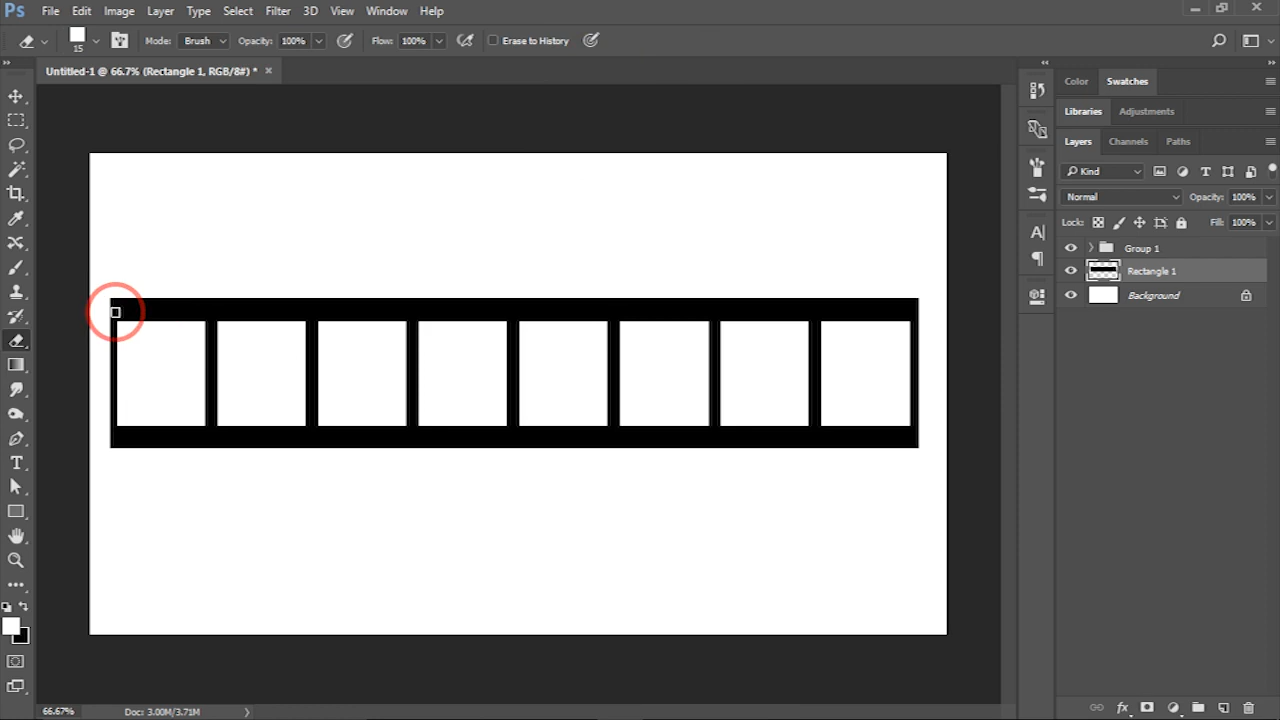 Ps File Edit Image Layer Type Select Filter 3D View Window Help
15 Mode: Brush Opacity: 100% Flow: 100% Erase to History
Untitled-1 @ 66.7% (Rectangle 1, RGB/8#) * ×
Color Swatches
Libraries Adjustments
Layers Channels Paths
Kind
Normal Opacity: 100%
Lock: Fill: 100%
Group 1
Rectangle 1
Background
66.67% Doc: 3.00M/3.71M